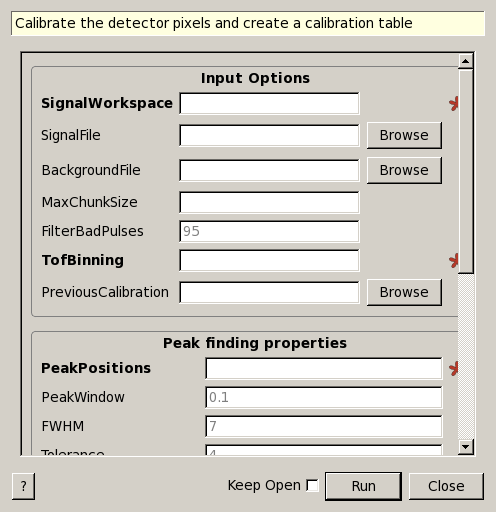 Calibrate the detector pixels and create a calibration table
Input Options
SignalWorkspace
SignalFile Browse
BackgroundFile Browse
MaxChunkSize
FilterBadPulses 95
TofBinning
PreviousCalibration Browse
Peak finding properties
PeakPositions
PeakWindow 0.1
FWHM 7
Tolerance 4
? Keep Open Run Close